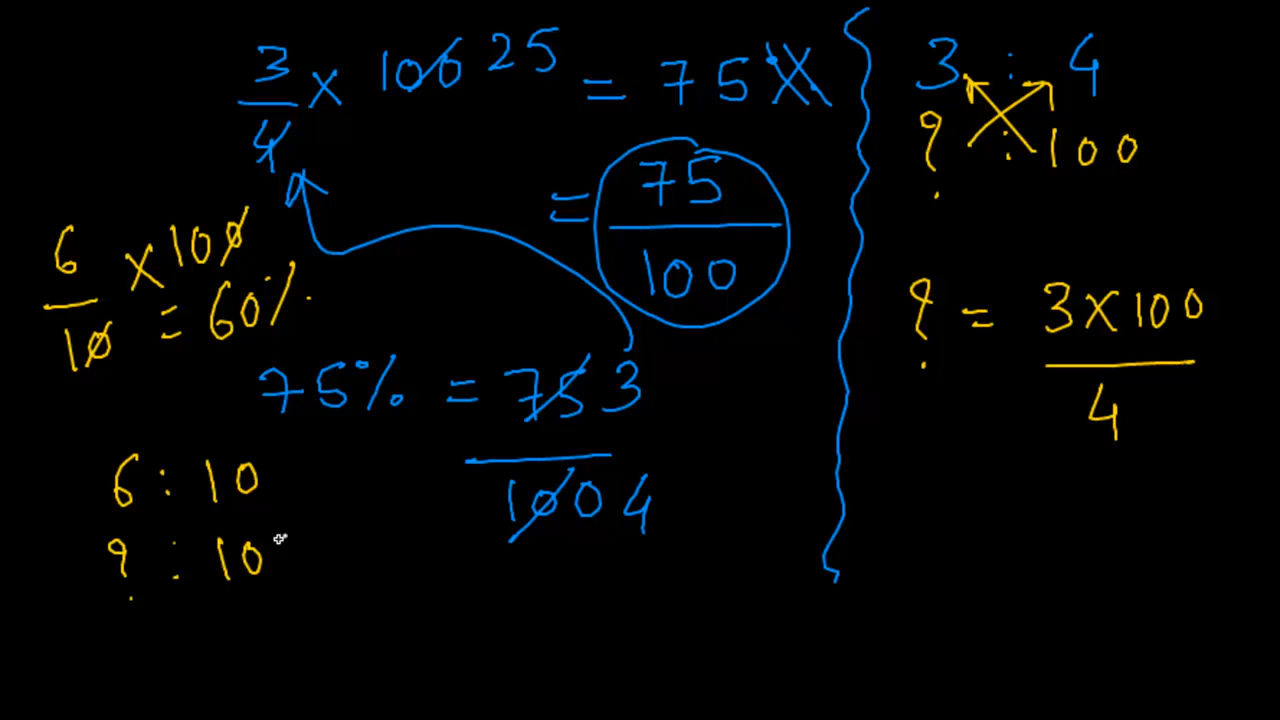 3/4 × 100 25 = 75 X
= 75/100
6/10 × 100
= 60%.
75% = 75 3/100 4
6 : 10
? : 10
3 : 4
? : 100
? = 3 × 100/4